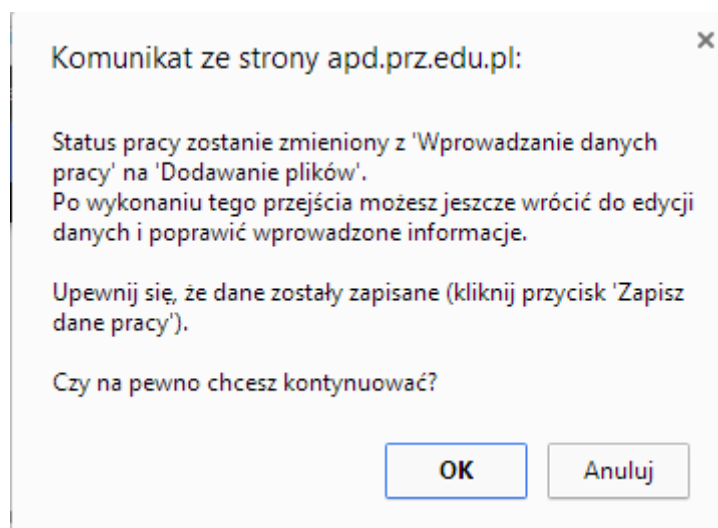 Komunikat ze strony apd.prz.edu.pl:
Status pracy zostanie zmieniony z 'Wprowadzanie danych
pracy' na 'Dodawanie plików'.
Po wykonaniu tego przejścia możesz jeszcze wrócić do edycji
danych i poprawić wprowadzone informacje.
Upewnij się, że dane zostały zapisane (kliknij przycisk 'Zapisz
dane pracy').
Czy na pewno chcesz kontynuować?
OK Anuluj